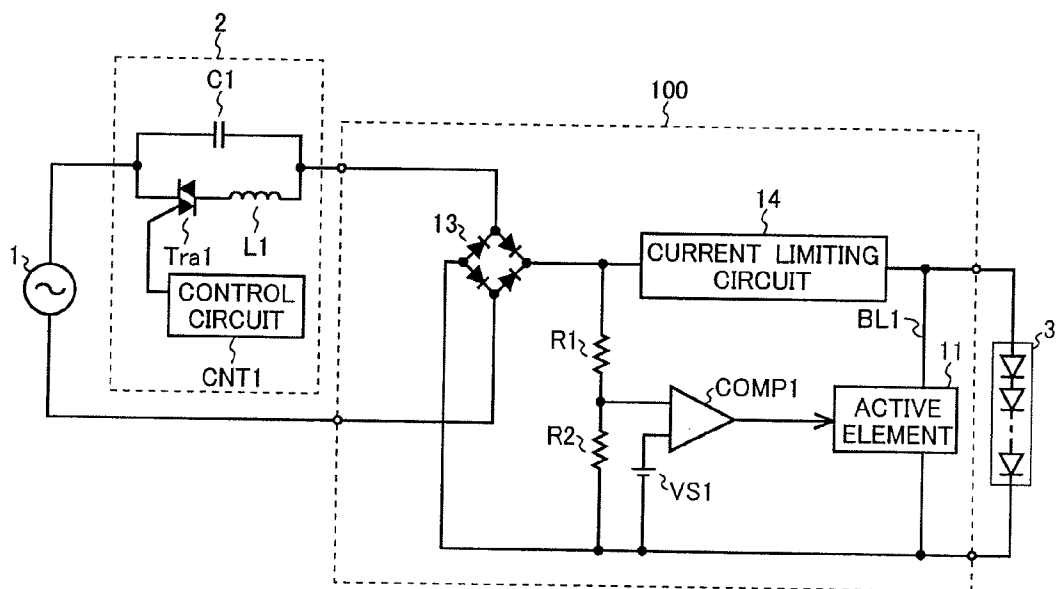 2
C1
100
Tra1
L1
1
CONTROL
CIRCUIT
CNT1
13
14
CURRENT LIMITING
CIRCUIT
BL1
3
R1
COMP1
11
ACTIVE
ELEMENT
R2
VS1